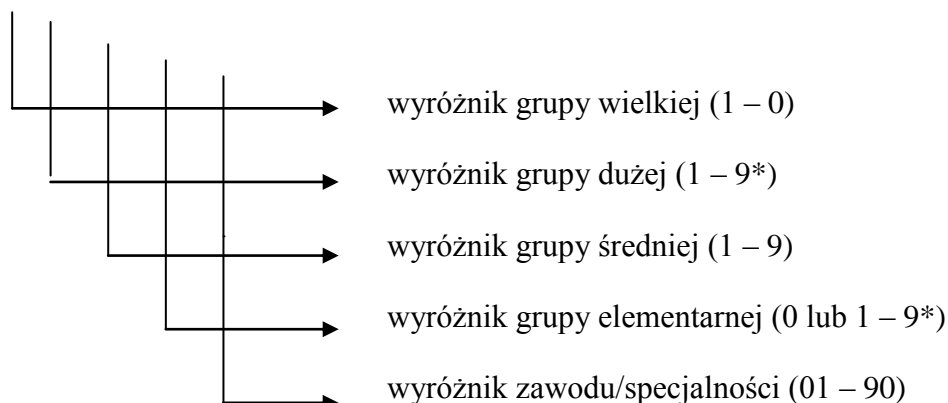 wyróżnik grupy wielkiej (1 – 0)
wyróżnik grupy dużej (1 – 9*)
wyróżnik grupy średniej (1 – 9)
wyróżnik grupy elementarnej (0 lub 1 – 9*)
wyróżnik zawodu/specjalności (01 – 90)